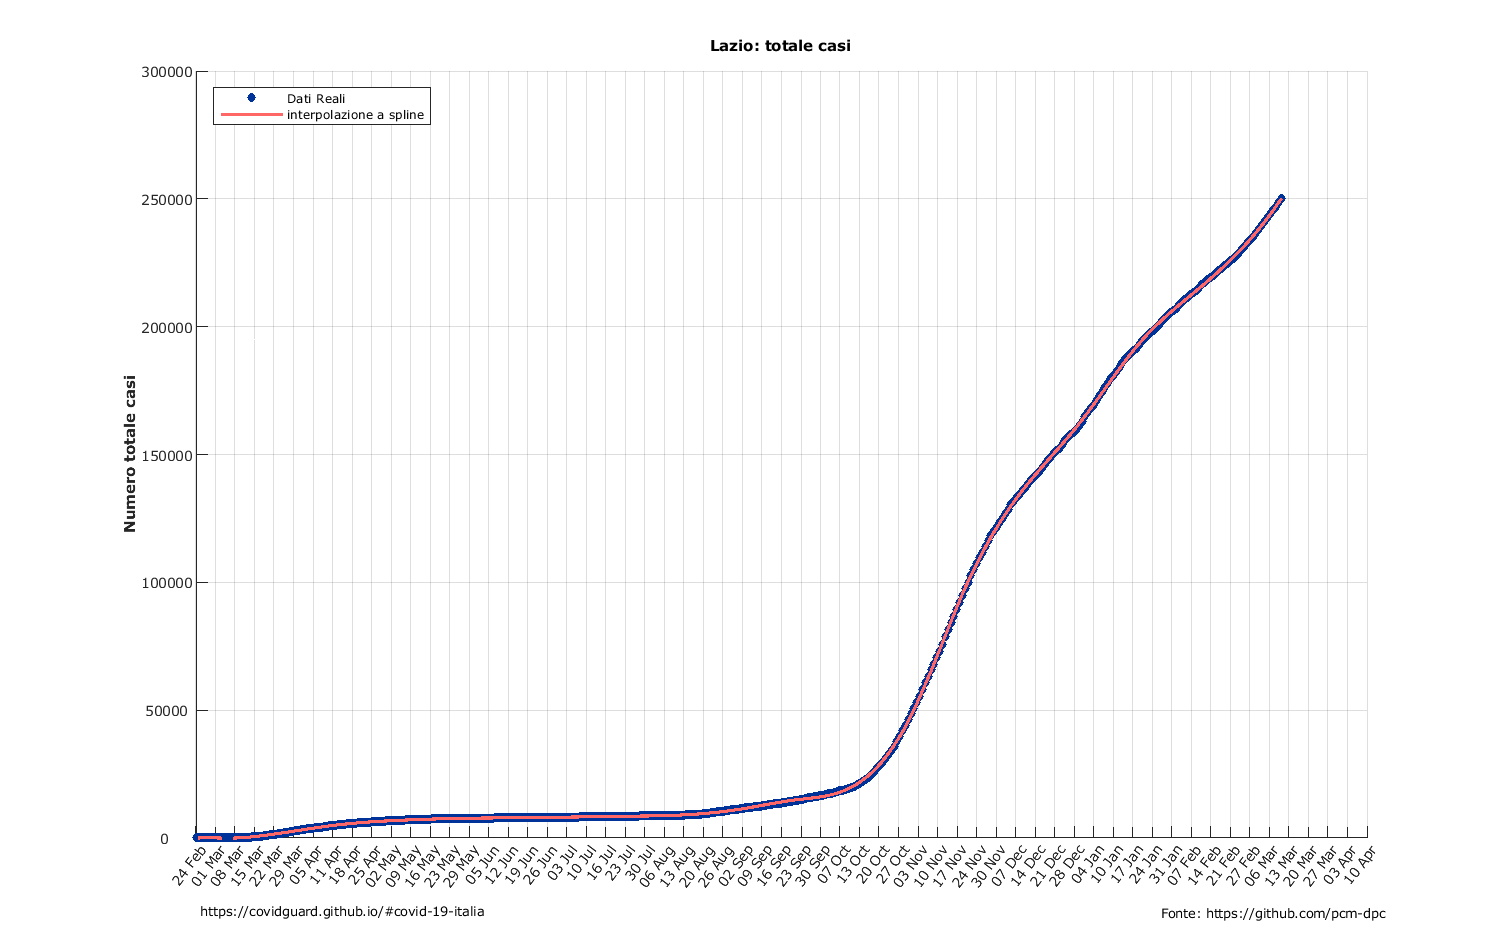 Lazio: totale casi
300000
250000
200000
150000
100000
50000
0
Numero totale casi
Dati Reali
interpolazione a spline
24 Feb
01 Mar
08 Mar
15 Mar
22 Mar
29 Mar
05 Apr
11 Apr
18 Apr
25 Apr
02 May
09 May
16 May
23 May
29 May
05 Jun
12 Jun
19 Jun
26 Jun
03 Jul
10 Jul
16 Jul
23 Jul
30 Jul
06 Aug
13 Aug
20 Aug
26 Aug
02 Sep
09 Sep
16 Sep
23 Sep
30 Sep
07 Oct
13 Oct
20 Oct
27 Oct
03 Nov
10 Nov
17 Nov
24 Nov
30 Dec
07 Dec
14 Dec
21 Dec
28 Dec
04 Jan
10 Jan
17 Jan
24 Jan
31 Jan
07 Feb
14 Feb
21 Feb
27 Feb
06 Mar
13 Mar
20 Mar
27 Mar
03 Apr
10 Apr
https://covidguard.github.io/#covid-19-italia
Fonte: https://github.com/pcm-dpc